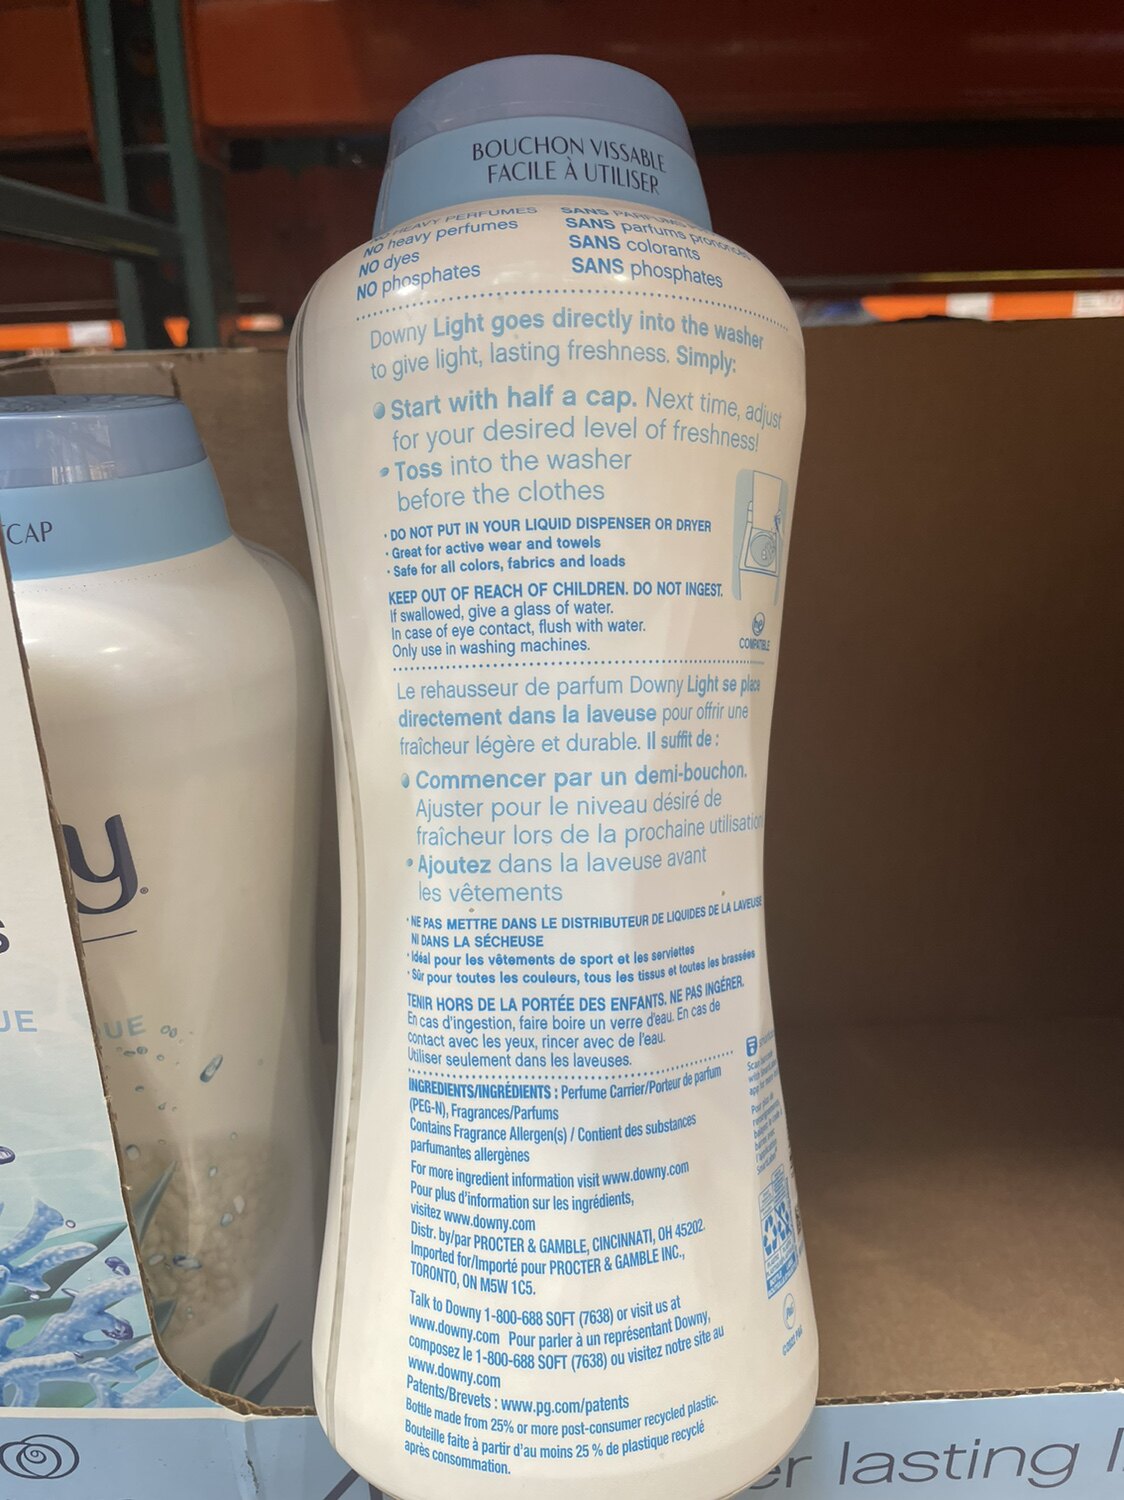 BOUCHON VISSABLE
FACILE À UTILISER
NO HEAVY PERFUMES
NO heavy perfumes
NO dyes
NO phosphates
SANS PARFUMS
SANS parfums prononcés
SANS colorants
SANS phosphates
Downy Light goes directly into the washer
to give light, lasting freshness. Simply:
Start with half a cap. Next time, adjust
for your desired level of freshness!
• Toss into the washer
before the clothes
• DO NOT PUT IN YOUR LIQUID DISPENSER OR DRYER
• Great for active wear and towels
• Safe for all colors, fabrics and loads
KEEP OUT OF REACH OF CHILDREN. DO NOT INGEST.
If swallowed, give a glass of water.
In case of eye contact, flush with water.
Only use in washing machines.
he
COMPATIBLE
Le rehausseur de parfum Downy Light se place
directement dans la laveuse pour offrir une
fraîcheur légère et durable. Il suffit de :
Commencer par un demi-bouchon.
Ajuster pour le niveau désiré de
fraîcheur lors de la prochaine utilisation
• Ajoutez dans la laveuse avant
les vêtements
• NE PAS METTRE DANS LE DISTRIBUTEUR DE LIQUIDES DE LA LAVEUSE
NI DANS LA SÉCHEUSE
• Idéal pour les vêtements de sport et les serviettes
• Sûr pour toutes les couleurs, tous les tissus et toutes les brassées
TENIR HORS DE LA PORTÉE DES ENFANTS. NE PAS INGÉRER.
En cas d'ingestion, faire boire un verre d'eau. En cas de
contact avec les yeux, rincer avec de l'eau.
Utiliser seulement dans les laveuses.
INGREDIENTS/INGRÉDIENTS : Perfume Carrier/Porteur de parfum
(PEG-N), Fragrances/Parfums
Contains Fragrance Allergen(s) / Contient des substances
parfumantes allergènes
For more ingredient information visit www.downy.com
Pour plus d'information sur les ingrédients,
visitez www.downy.com
Distr. by/par PROCTER & GAMBLE, CINCINNATI, OH 45202.
Imported for/Importé pour PROCTER & GAMBLE INC.,
TORONTO, ON M5W 1C5.
Talk to Downy 1-800-688 SOFT (7638) or visit us at
www.downy.com Pour parler à un représentant Downy,
composez le 1-800-688 SOFT (7638) ou visitez notre site au
www.downy.com
Patents/Brevets : www.pg.com/patents
Bottle made from 25% or more post-consumer recycled plastic.
Bouteille faite à partir d'au moins 25 % de plastique recyclé
après consommation.
CAP
y
S
UE
UE
er lasting